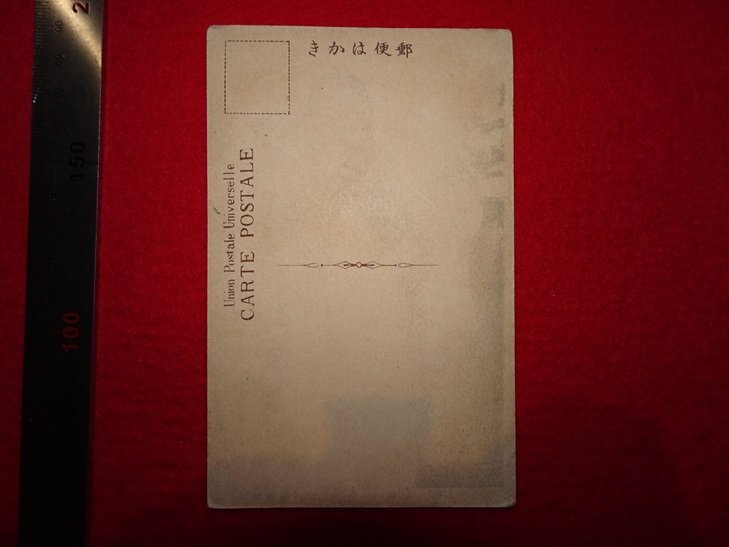 きかは便郵
Union Postale Universelle
CARTE POSTALE
150
100